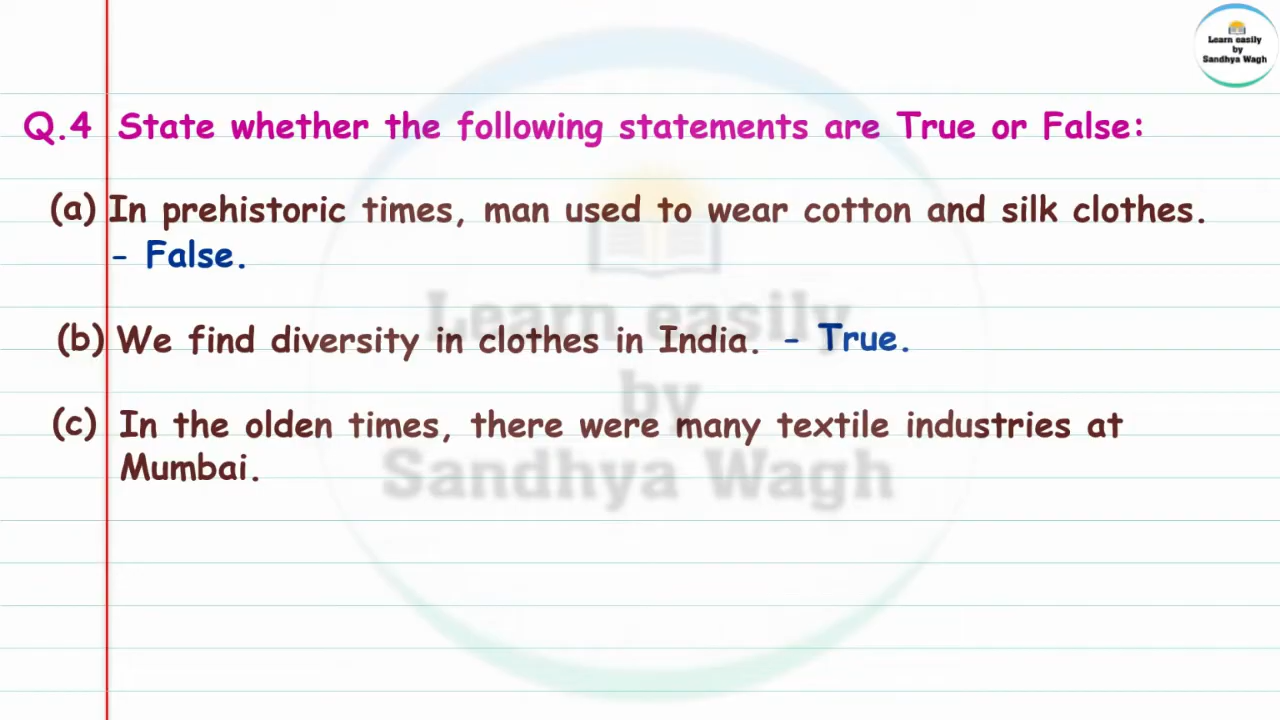 Learn easily
by
Sandhya Wagh
Q.4 State whether the following statements are True or False:
(a) In prehistoric times, man used to wear cotton and silk clothes.
- False.
(b) We find diversity in clothes in India. - True.
(c) In the olden times, there were many textile industries at
Mumbai.
Learn easily
by
Sandhya Wagh